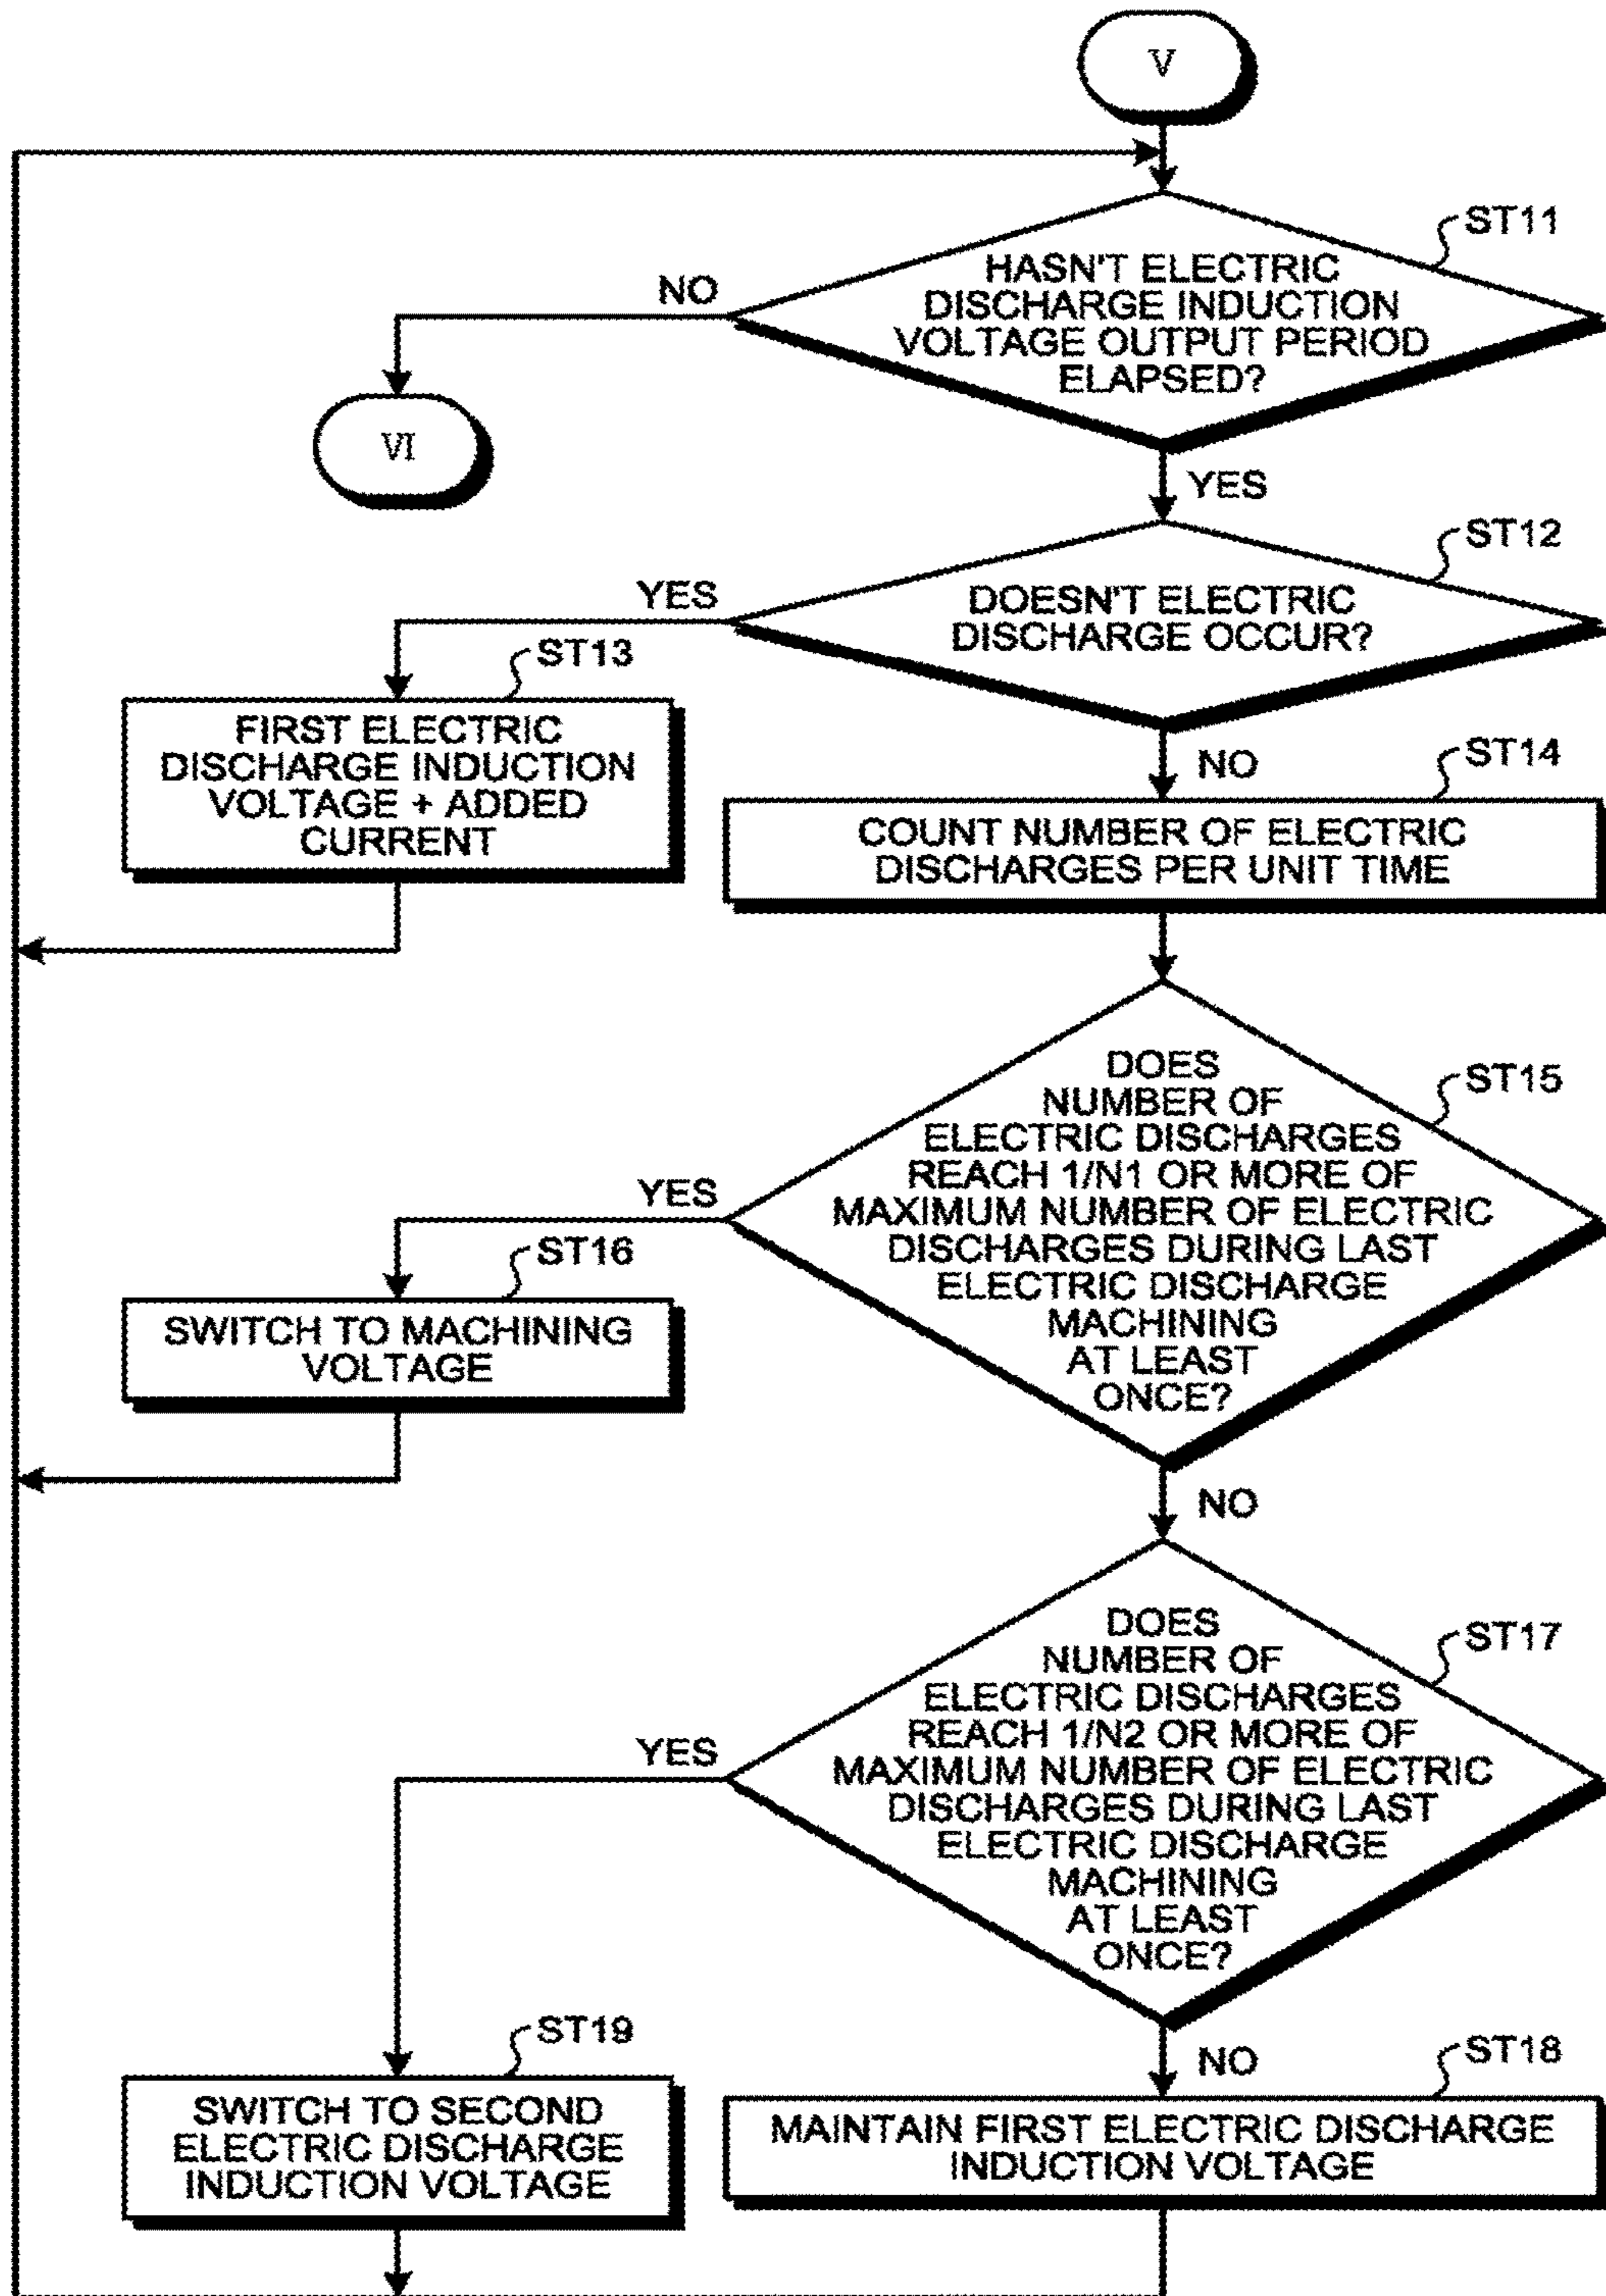 V
ST11
HASN'T ELECTRIC
DISCHARGE INDUCTION
VOLTAGE OUTPUT PERIOD
ELAPSED?
NO
VI
YES
ST12
DOESN'T ELECTRIC
DISCHARGE OCCUR?
YES
ST13
FIRST ELECTRIC
DISCHARGE INDUCTION
VOLTAGE + ADDED
CURRENT
NO
ST14
COUNT NUMBER OF ELECTRIC
DISCHARGES PER UNIT TIME
ST15
DOES
NUMBER OF
ELECTRIC DISCHARGES
REACH 1/N1 OR MORE OF
MAXIMUM NUMBER OF ELECTRIC
DISCHARGES DURING LAST
ELECTRIC DISCHARGE
MACHINING
AT LEAST
ONCE?
YES
ST16
SWITCH TO MACHINING
VOLTAGE
NO
ST17
DOES
NUMBER OF
ELECTRIC DISCHARGES
REACH 1/N2 OR MORE OF
MAXIMUM NUMBER OF ELECTRIC
DISCHARGES DURING LAST
ELECTRIC DISCHARGE
MACHINING
AT LEAST
ONCE?
YES
ST19
SWITCH TO SECOND
ELECTRIC DISCHARGE
INDUCTION VOLTAGE
NO
ST18
MAINTAIN FIRST ELECTRIC DISCHARGE
INDUCTION VOLTAGE